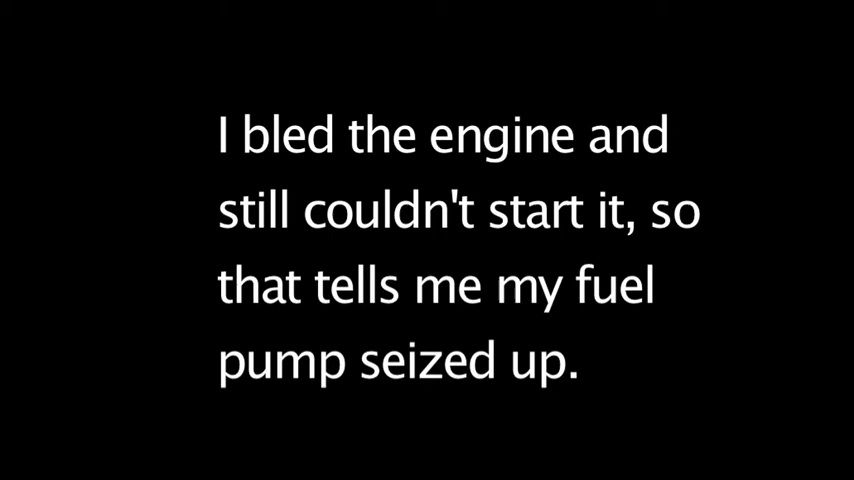 I bled the engine and
still couldn't start it, so
that tells me my fuel
pump seized up.